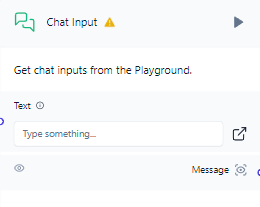 Chat Input
Get chat inputs from the Playground.
Text
Type something...
Message